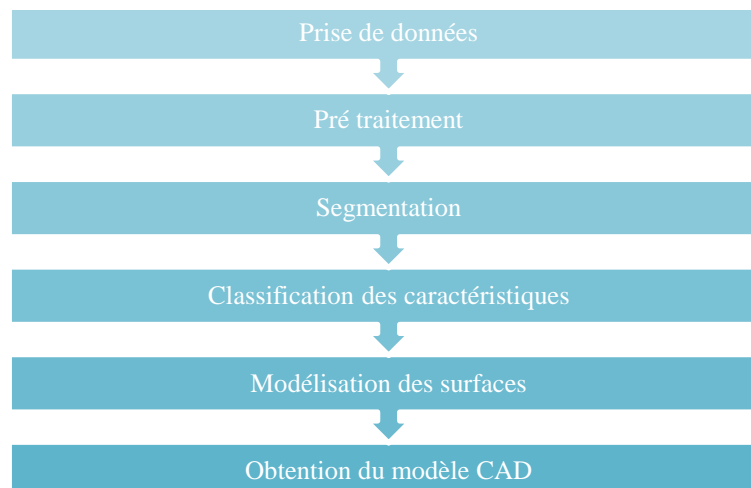 Prise de données
Pré traitement
Segmentation
Classification des caractéristiques
Modélisation des surfaces
Obtention du modèle CAD